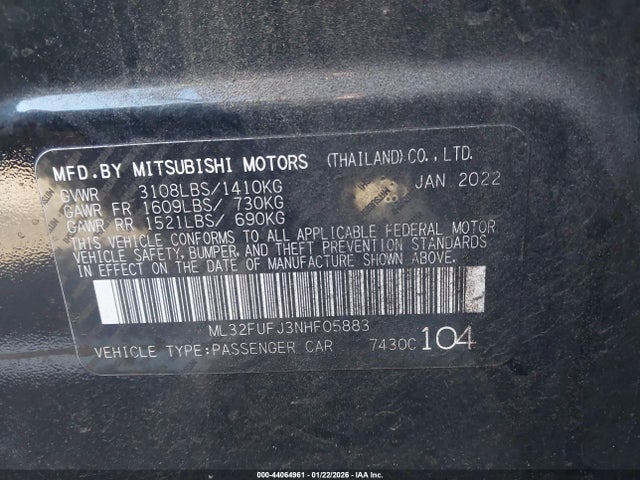 MFD.BY MITSUBISHI MOTORS (THAILAND)CO.,LTD.
GVWR 3108LBS/1410KG JAN 2022
GAWR FR 1609LBS/ 730KG
GAWR RR 1521LBS/ 690KG
THIS VEHICLE CONFORMS TO ALL APPLICABLE FEDERAL MOTOR
VEHICLE SAFETY, BUMPER, AND THEFT PREVENTION STANDARDS
IN EFFECT ON THE DATE OF MANUFACTURE SHOWN ABOVE.
ML32FUFJ3NHF05883
VEHICLE TYPE:PASSENGER CAR 7430C 104
000-44064961 - 01/22/2026 - IAAI.COM